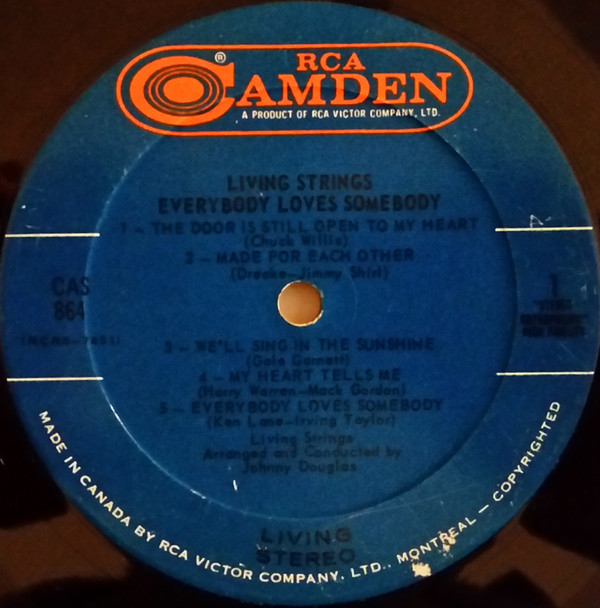 RCA
CAMDEN
®
A PRODUCT OF RCA VICTOR COMPANY, LTD.
LIVING STRINGS
EVERYBODY LOVES SOMEBODY
1 – THE DOOR IS STILL OPEN TO MY HEART
(Chuck Willis)
2 – MADE FOR EACH OTHER
(Drecke–Jimmy Shirl)
CAS
864
1
3 – WE'LL SING IN THE SUNSHINE
(Gale Garnett)
4 – MY HEART TELLS ME
(Harry Warren–Mack Gordon)
5 – EVERYBODY LOVES SOMEBODY
(Ken Lane–Irving Taylor)
Living Strings
Arranged and Conducted by
Johnny Douglas
LIVING
STEREO
MADE IN CANADA BY RCA VICTOR COMPANY, LTD., MONTREAL — COPYRIGHTED